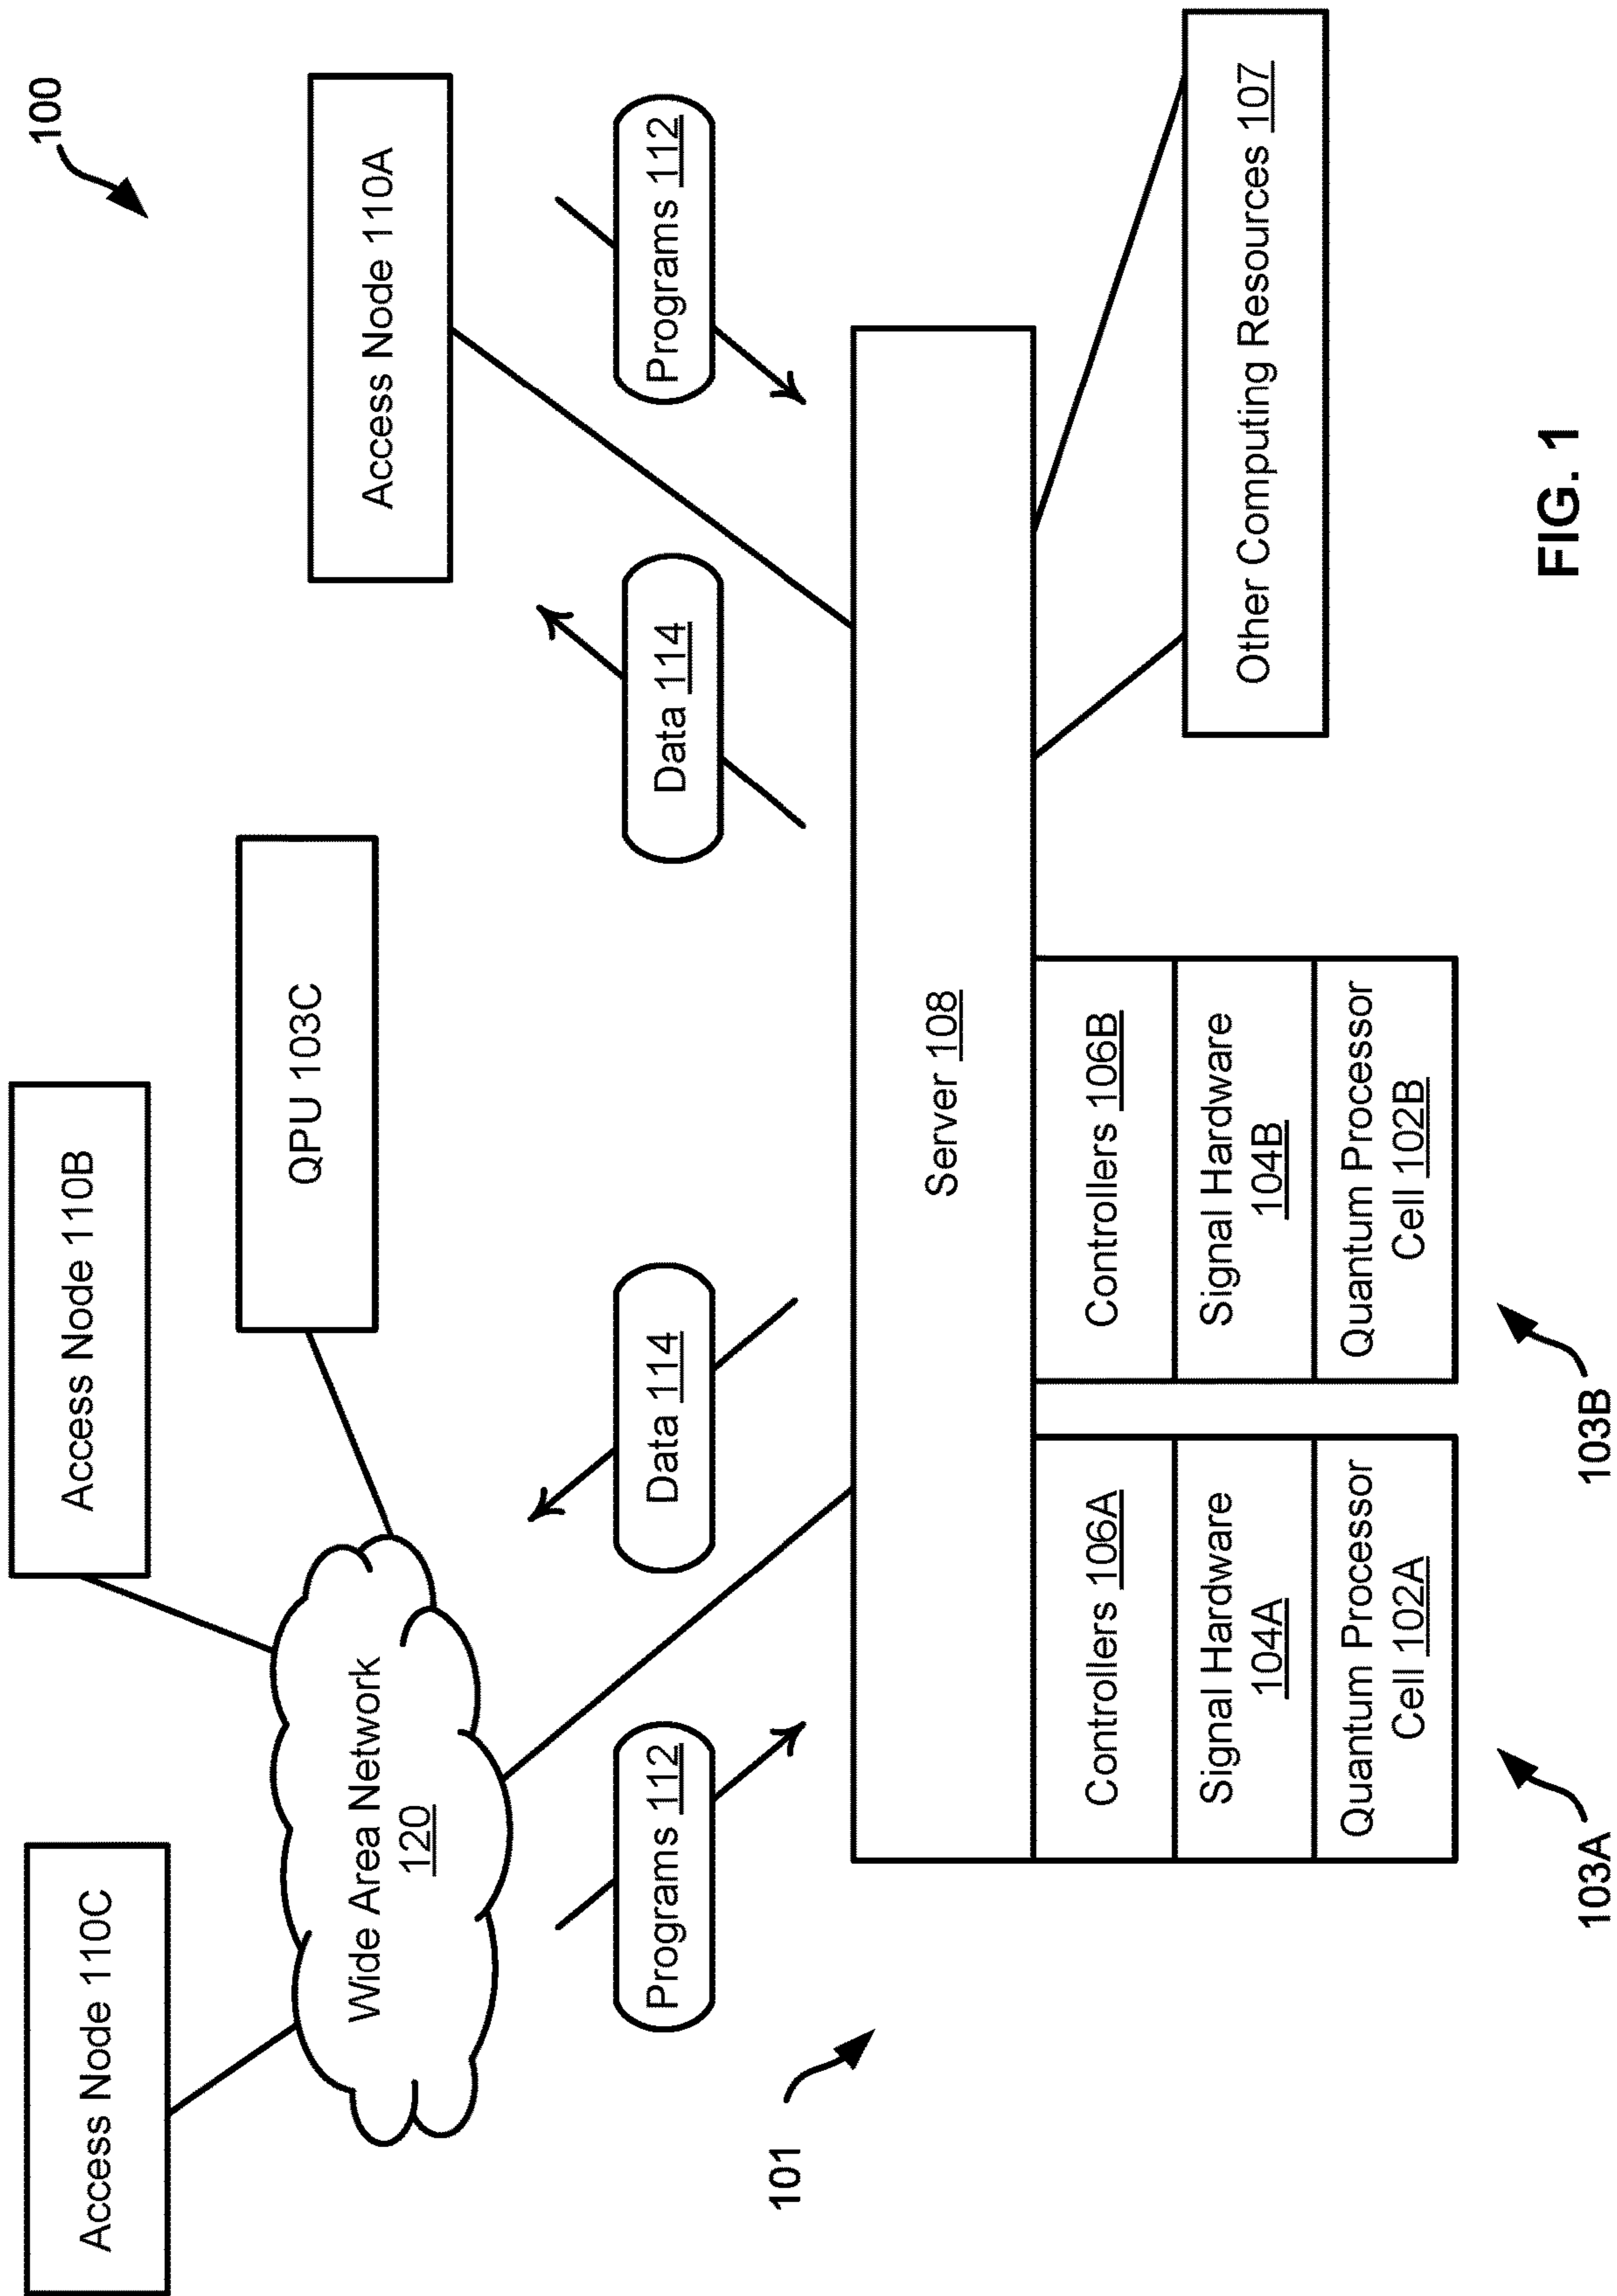 100
Access Node 110C
Access Node 110B
QPU 103C
Access Node 110A
Wide Area Network
120
Programs 112
Data 114
Data 114
Programs 112
101
Server 108
Controllers 106A
Signal Hardware
104A
Quantum Processor
Cell 102A
Controllers 106B
Signal Hardware
104B
Quantum Processor
Cell 102B
Other Computing Resources 107
103A
103B
FIG. 1